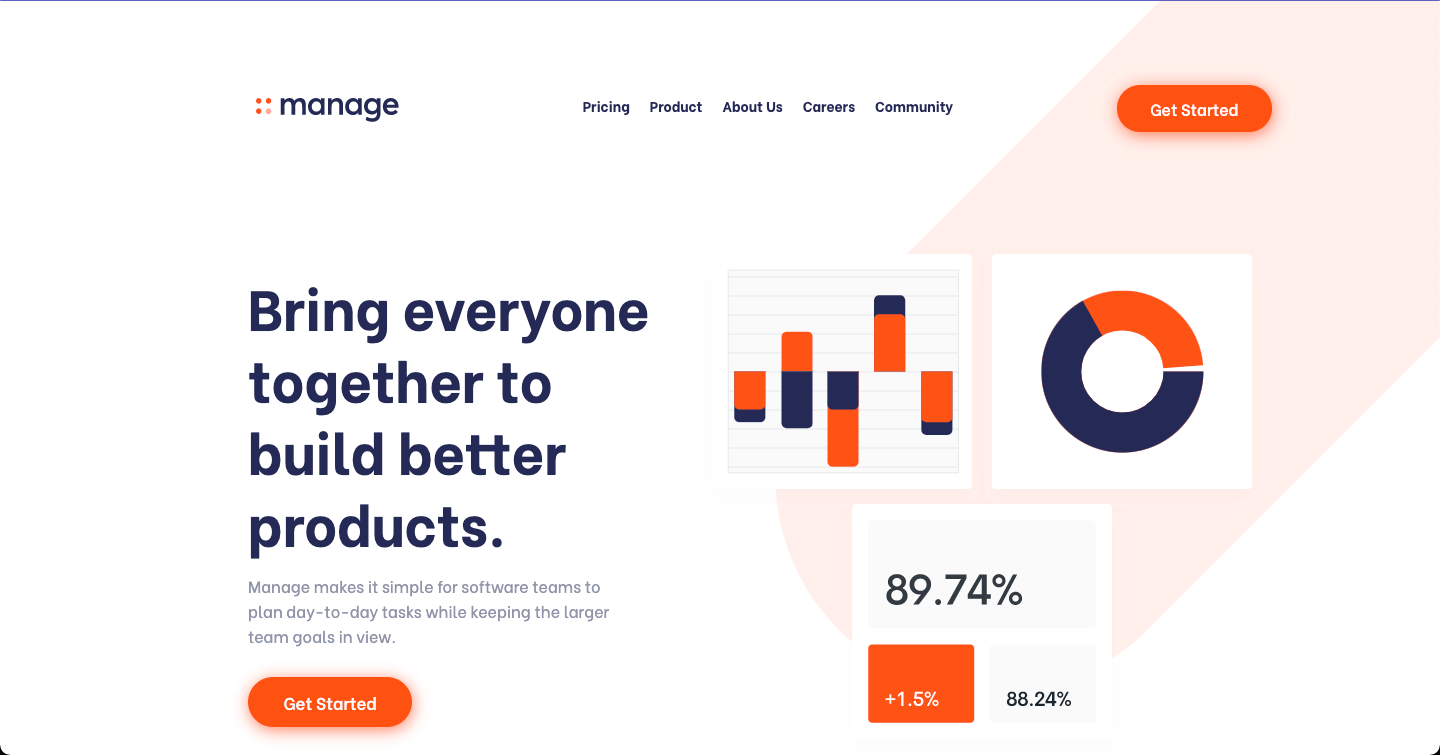 manage
Pricing Product About Us Careers Community
Get Started
Bring everyone
together to
build better
products.
Manage makes it simple for software teams to
plan day-to-day tasks while keeping the larger
team goals in view.
Get Started
89.74%
+1.5%
88.24%